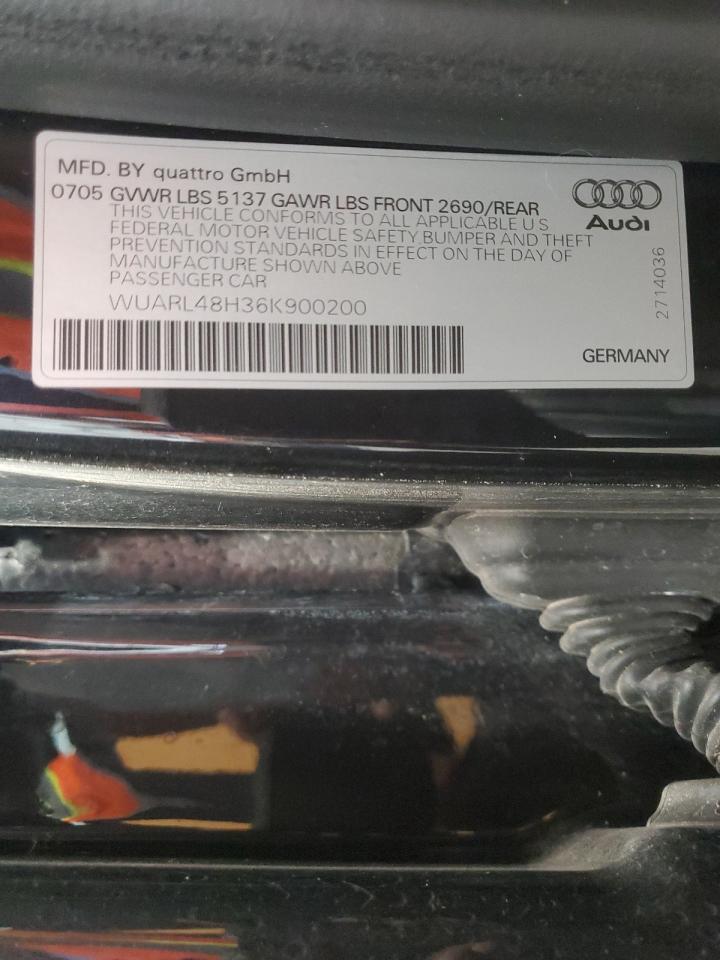 MFD. BY quattro GmbH
0705 GVWR LBS 5137 GAWR LBS FRONT 2690/REAR
THIS VEHICLE CONFORMS TO ALL APPLICABLE U S
FEDERAL MOTOR VEHICLE SAFETY BUMPER AND THEFT
PREVENTION STANDARDS IN EFFECT ON THE DAY OF
MANUFACTURE SHOWN ABOVE
PASSENGER CAR
WUARL48H36K900200
Audi
2714036
GERMANY